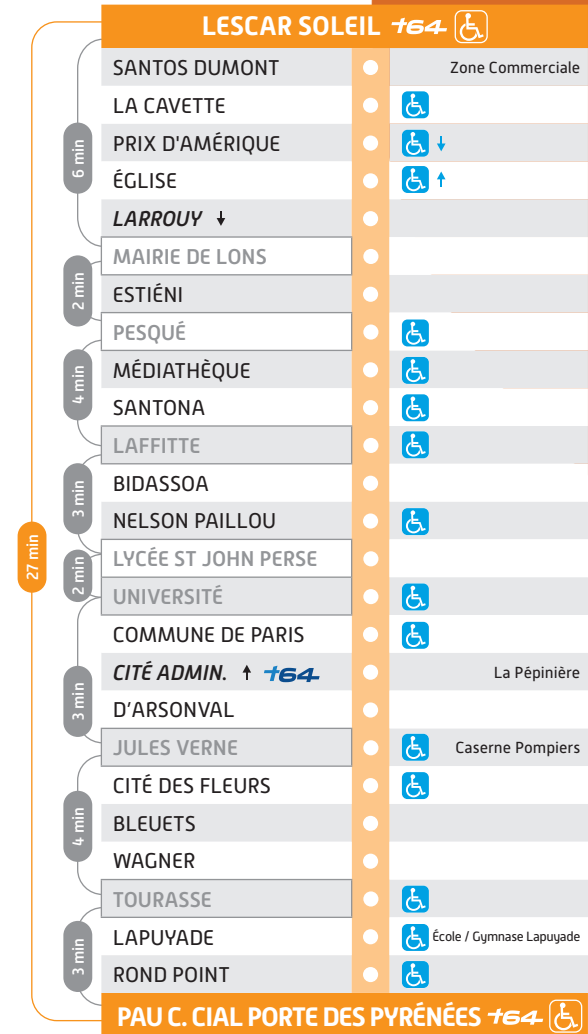 LESCAR SOLEIL +64
SANTOS DUMONT Zone Commerciale
LA CAVETTE
PRIX D'AMÉRIQUE ↓
6 min
ÉGLISE ↑
LARROUY ↓
MAIRIE DE LONS
2 min
ESTIÉNI
PESQUÉ
MÉDIATHÈQUE
4 min
SANTONA
LAFFITTE
BIDASSOA
3 min
NELSON PAILLOU
27 min
LYCÉE ST JOHN PERSE
2 min
UNIVERSITÉ
COMMUNE DE PARIS
CITÉ ADMIN. ↑ +64 La Pépinière
3 min
D'ARSONVAL
JULES VERNE Caserne Pompiers
CITÉ DES FLEURS
4 min
BLEUETS
WAGNER
TOURASSE
LAPUYADE École / Gymnase Lapuyade
3 min
ROND POINT
PAU C. CIAL PORTE DES PYRÉNÉES +64